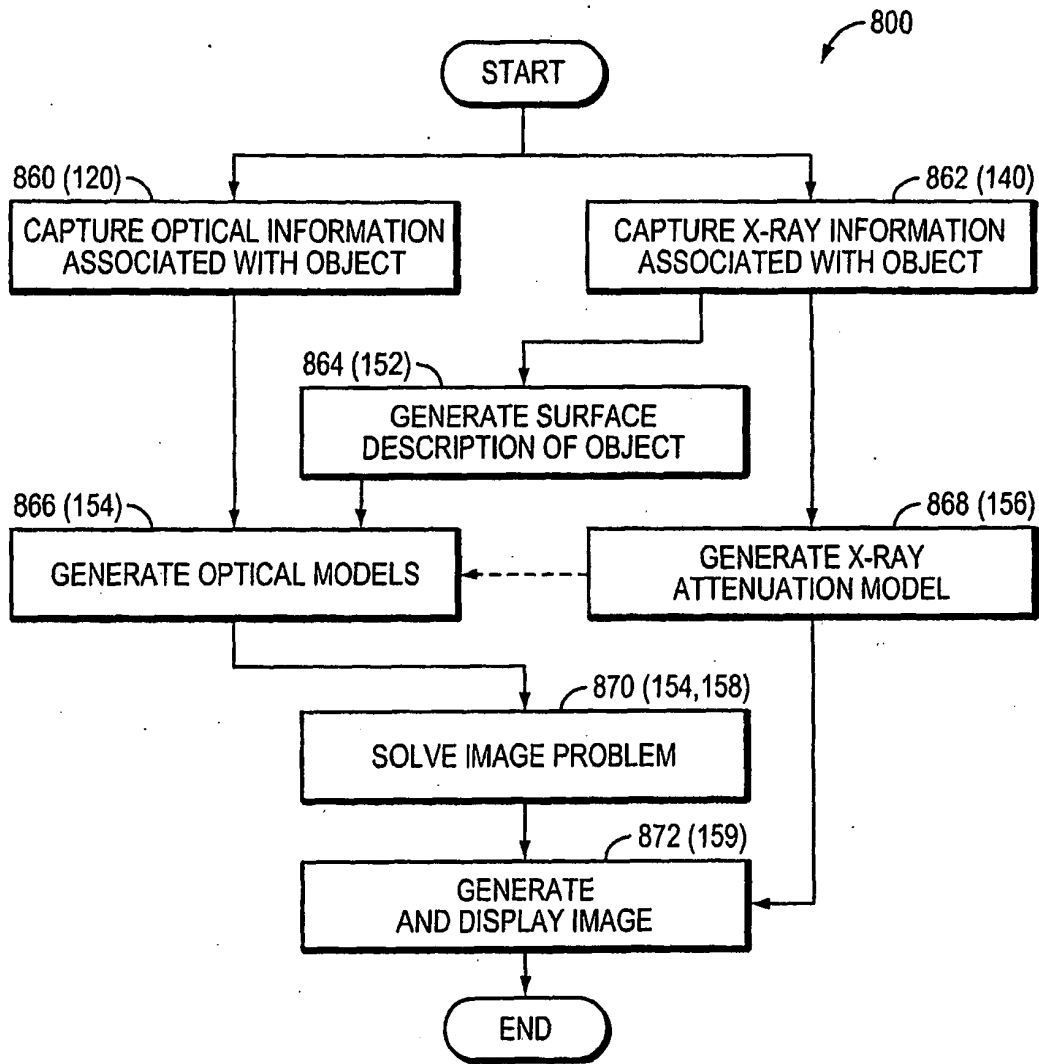 800
START
860 (120)
862 (140)
CAPTURE OPTICAL INFORMATION
ASSOCIATED WITH OBJECT
CAPTURE X-RAY INFORMATION
ASSOCIATED WITH OBJECT
864 (152)
GENERATE SURFACE
DESCRIPTION OF OBJECT
866 (154)
868 (156)
GENERATE OPTICAL MODELS
GENERATE X-RAY
ATTENUATION MODEL
870 (154,158)
SOLVE IMAGE PROBLEM
872 (159)
GENERATE
AND DISPLAY IMAGE
END